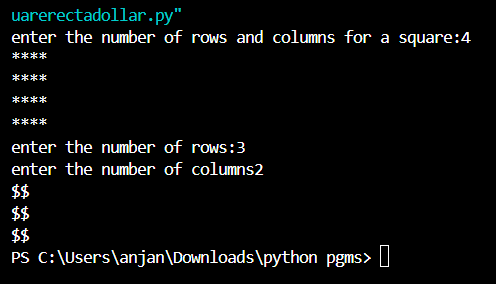 uarerectadollar.py"
enter the number of rows and columns for a square:4
****
****
****
****
enter the number of rows:3
enter the number of columns2
$$
$$
$$
PS C:\Users\anjan\Downloads\python pgms>